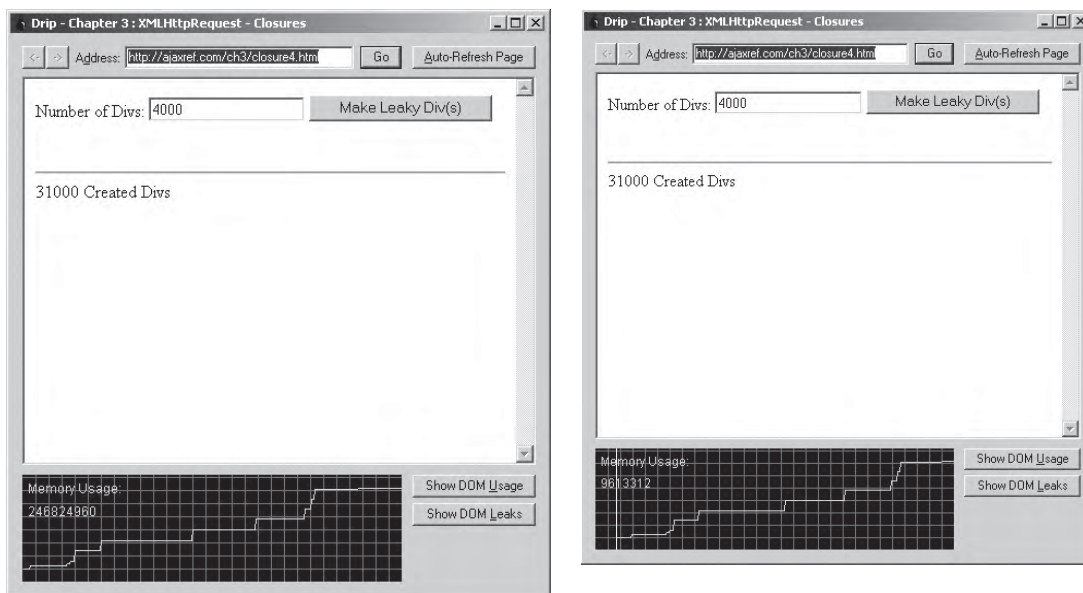 Drip - Chapter 3 : XMLHttpRequest - Closures
Address: http://ajaxref.com/ch3/closure4.htm Go Auto-Refresh Page
Number of Divs: 4000 Make Leaky Div(s)
31000 Created Divs
Memory Usage:
246824960
Show DOM Usage
Show DOM Leaks
Drip - Chapter 3 : XMLHttpRequest - Closures
Address: http://ajaxref.com/ch3/closure4.htm Go Auto-Refresh Page
Number of Divs: 4000 Make Leaky Div(s)
31000 Created Divs
Memory Usage:
9613312
Show DOM Usage
Show DOM Leaks